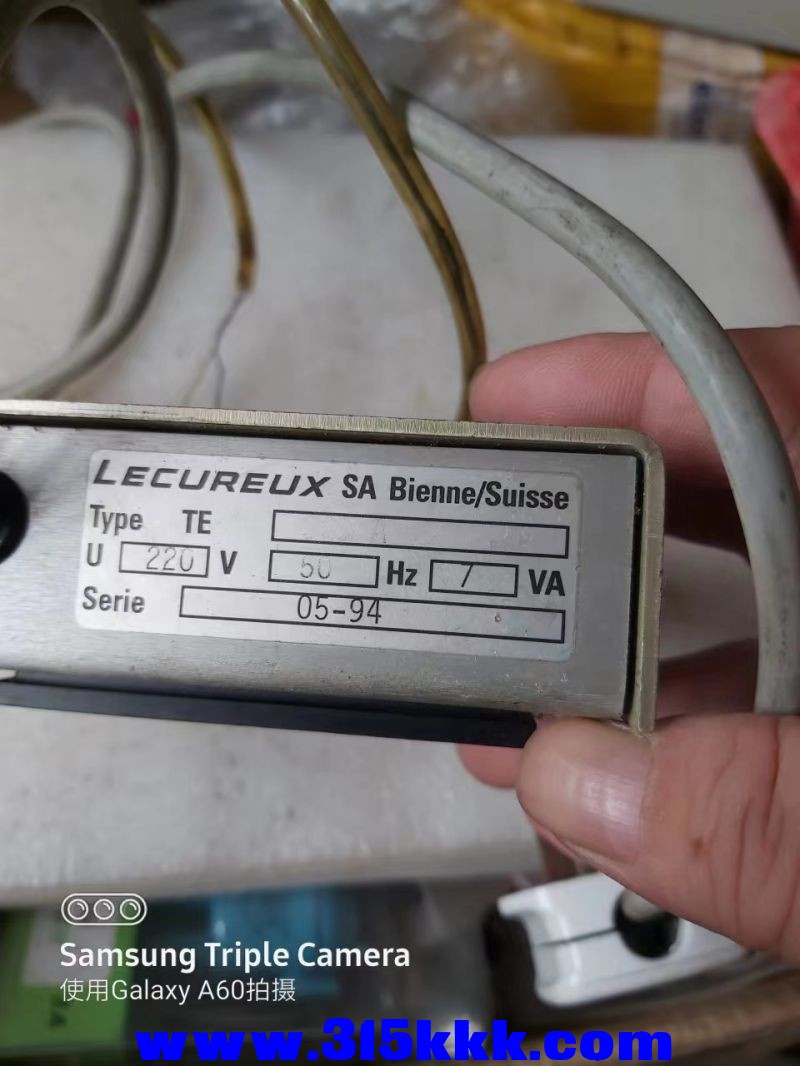 LECUREUX SA Bienne/Suisse
Type TE A
U 220 V 50 Hz 7 VA
Serie 05-94
Samsung Triple Camera
使用Galaxy A60拍摄
www.315kkk.com